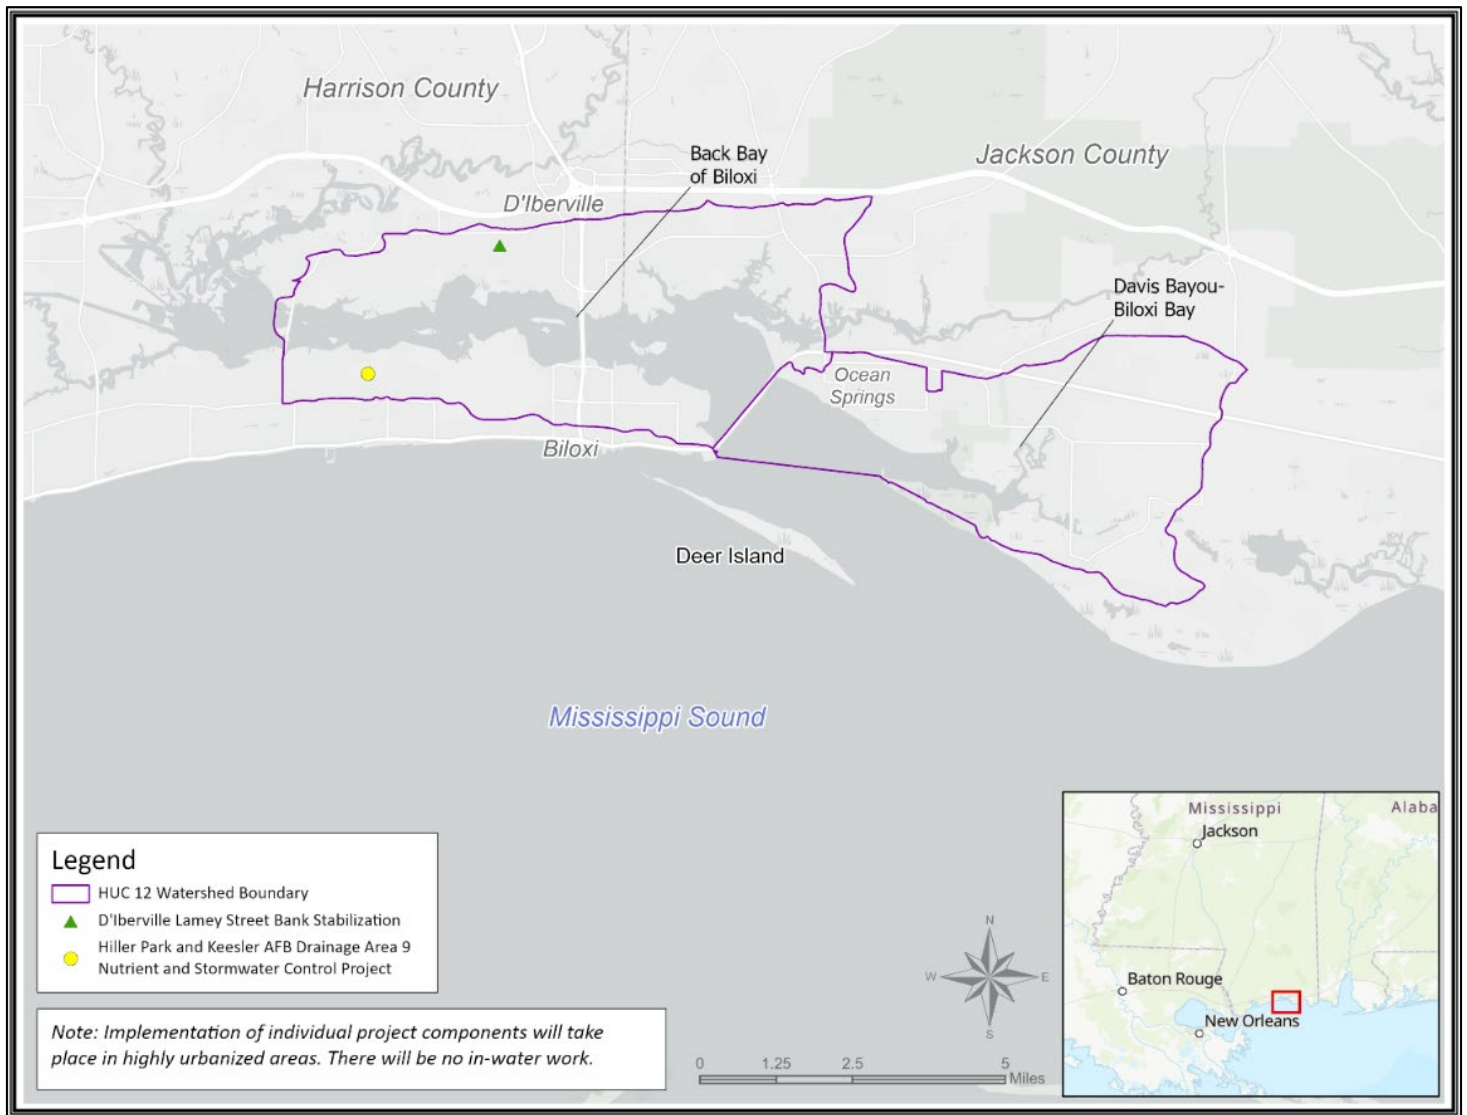 Harrison County
Back Bay
of Biloxi
Jackson County
D'Iberville
Davis Bayou-
Biloxi Bay
Ocean
Springs
Biloxi
Deer Island
Mississippi Sound
Legend
HUC 12 Watershed Boundary
D'Iberville Lamey Street Bank Stabilization
Hiller Park and Keesler AFB Drainage Area 9
Nutrient and Stormwater Control Project
Note: Implementation of individual project components will take
place in highly urbanized areas. There will be no in-water work.
N
W
E
S
0 1.25 2.5 5
Miles
Mississippi
Alaba
Jackson
Baton Rouge
New Orleans